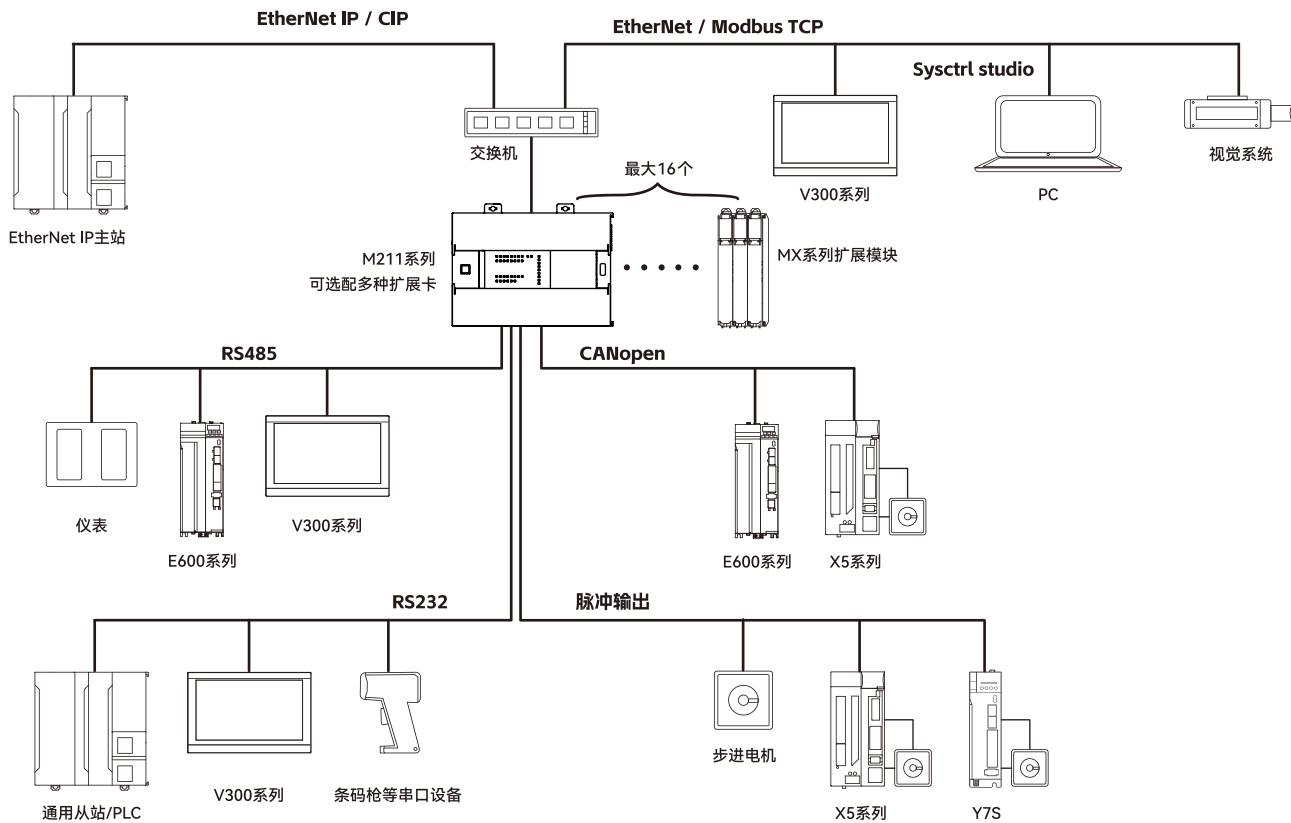 EtherNet IP / CIP
EtherNet / Modbus TCP
Sysctrl studio
交换机
最大16个
V300系列
PC
视觉系统
EtherNet IP主站
M211系列
可选配多种扩展卡
MX系列扩展模块
RS485
CANopen
仪表
E600系列
V300系列
E600系列
X5系列
RS232
脉冲输出
通用从站/PLC
V300系列
条码枪等串口设备
步进电机
X5系列
Y7S